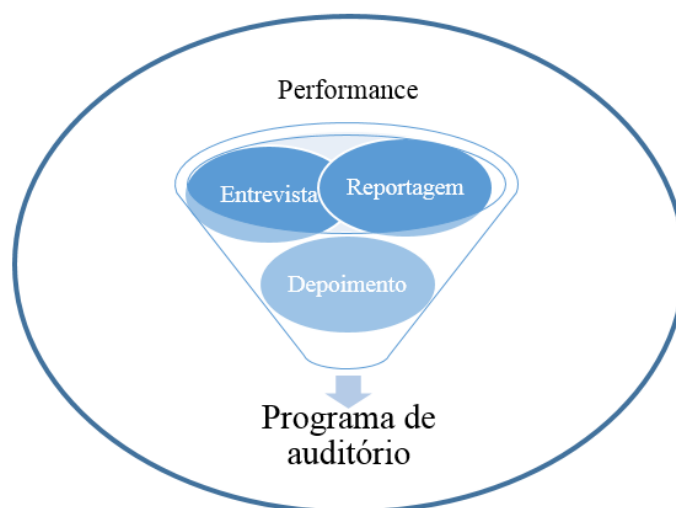 Performance
Entrevista
Reportagem
Depoimento
Programa de
auditório